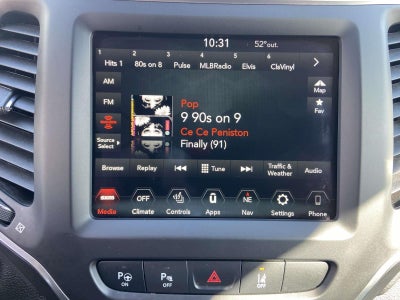 10:31 52°out.
1 2 3 4 5 6
Hits 1 80s on 8 Pulse MLBRadio Elvis ClsVinyl
AM
Map
Pop
FM
9 90s on 9
Fav
Ce Ce Peniston
Source
Select
Finally (91)
Browse Replay Tune Traffic &
Weather Audio
OFF NE OFF
Media Climate Controls Apps Nav Settings Phone
P ON P OFF OFF